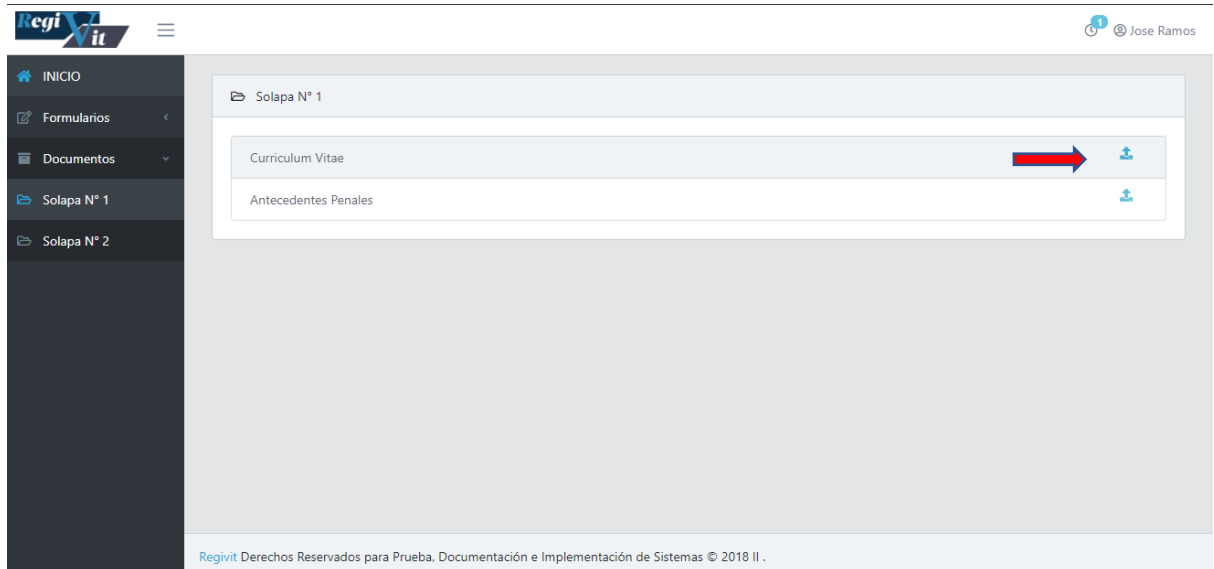 Regi Vit
1
Jose Ramos
INICIO
Formularios
Documentos
Solapa N° 1
Solapa N° 2
Solapa N° 1
Curriculum Vitae
Antecedentes Penales
Regivit Derechos Reservados para Prueba, Documentación e Implementación de Sistemas © 2018 II .